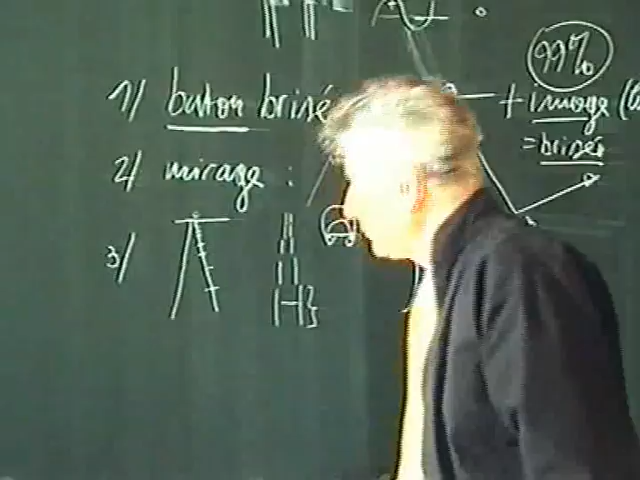 99%
1/ baton brisé
+ image (
= brisée
2/ mirage :
3/